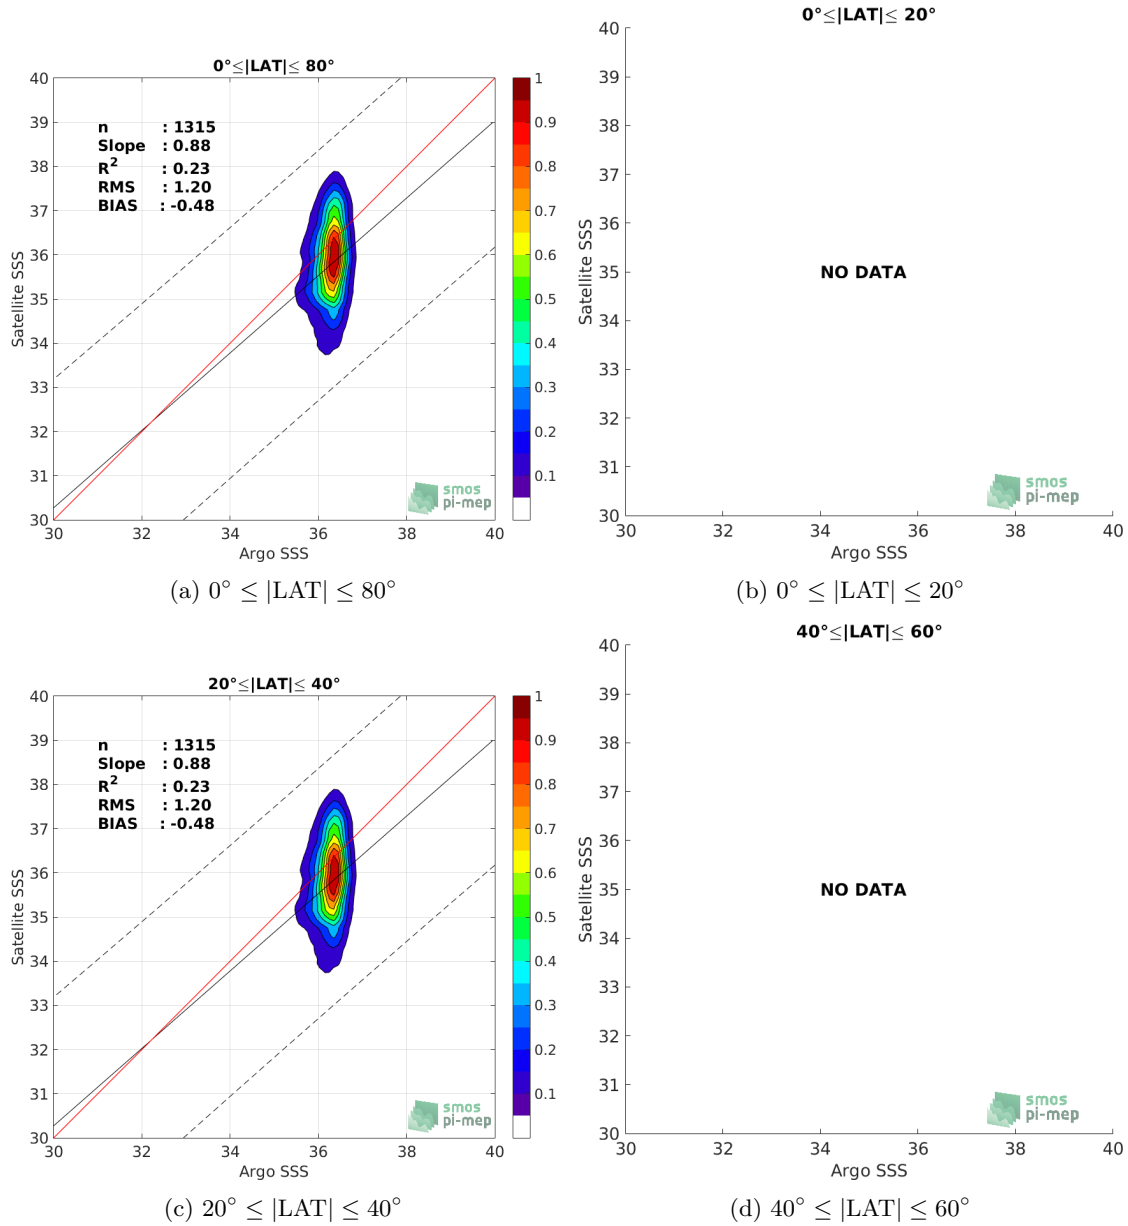 0°≤|LAT|≤ 80°
40
39
38
37
36
35
34
33
32
31
30
Satellite SSS
n : 1315
Slope : 0.88
R² : 0.23
RMS : 1.20
BIAS : -0.48
1
0.9
0.8
0.7
0.6
0.5
0.4
0.3
0.2
0.1
smos
pi-mep
30 32 34 36 38 40
Argo SSS
(a) 0° ≤ |LAT| ≤ 80°
0°≤|LAT|≤ 20°
40
39
38
37
36
35
34
33
32
31
30
Satellite SSS
NO DATA
smos
pi-mep
30 32 34 36 38 40
Argo SSS
(b) 0° ≤ |LAT| ≤ 20°
20°≤|LAT|≤ 40°
40
39
38
37
36
35
34
33
32
31
30
Satellite SSS
n : 1315
Slope : 0.88
R² : 0.23
RMS : 1.20
BIAS : -0.48
1
0.9
0.8
0.7
0.6
0.5
0.4
0.3
0.2
0.1
smos
pi-mep
30 32 34 36 38 40
Argo SSS
(c) 20° ≤ |LAT| ≤ 40°
40°≤|LAT|≤ 60°
40
39
38
37
36
35
34
33
32
31
30
Satellite SSS
NO DATA
smos
pi-mep
30 32 34 36 38 40
Argo SSS
(d) 40° ≤ |LAT| ≤ 60°